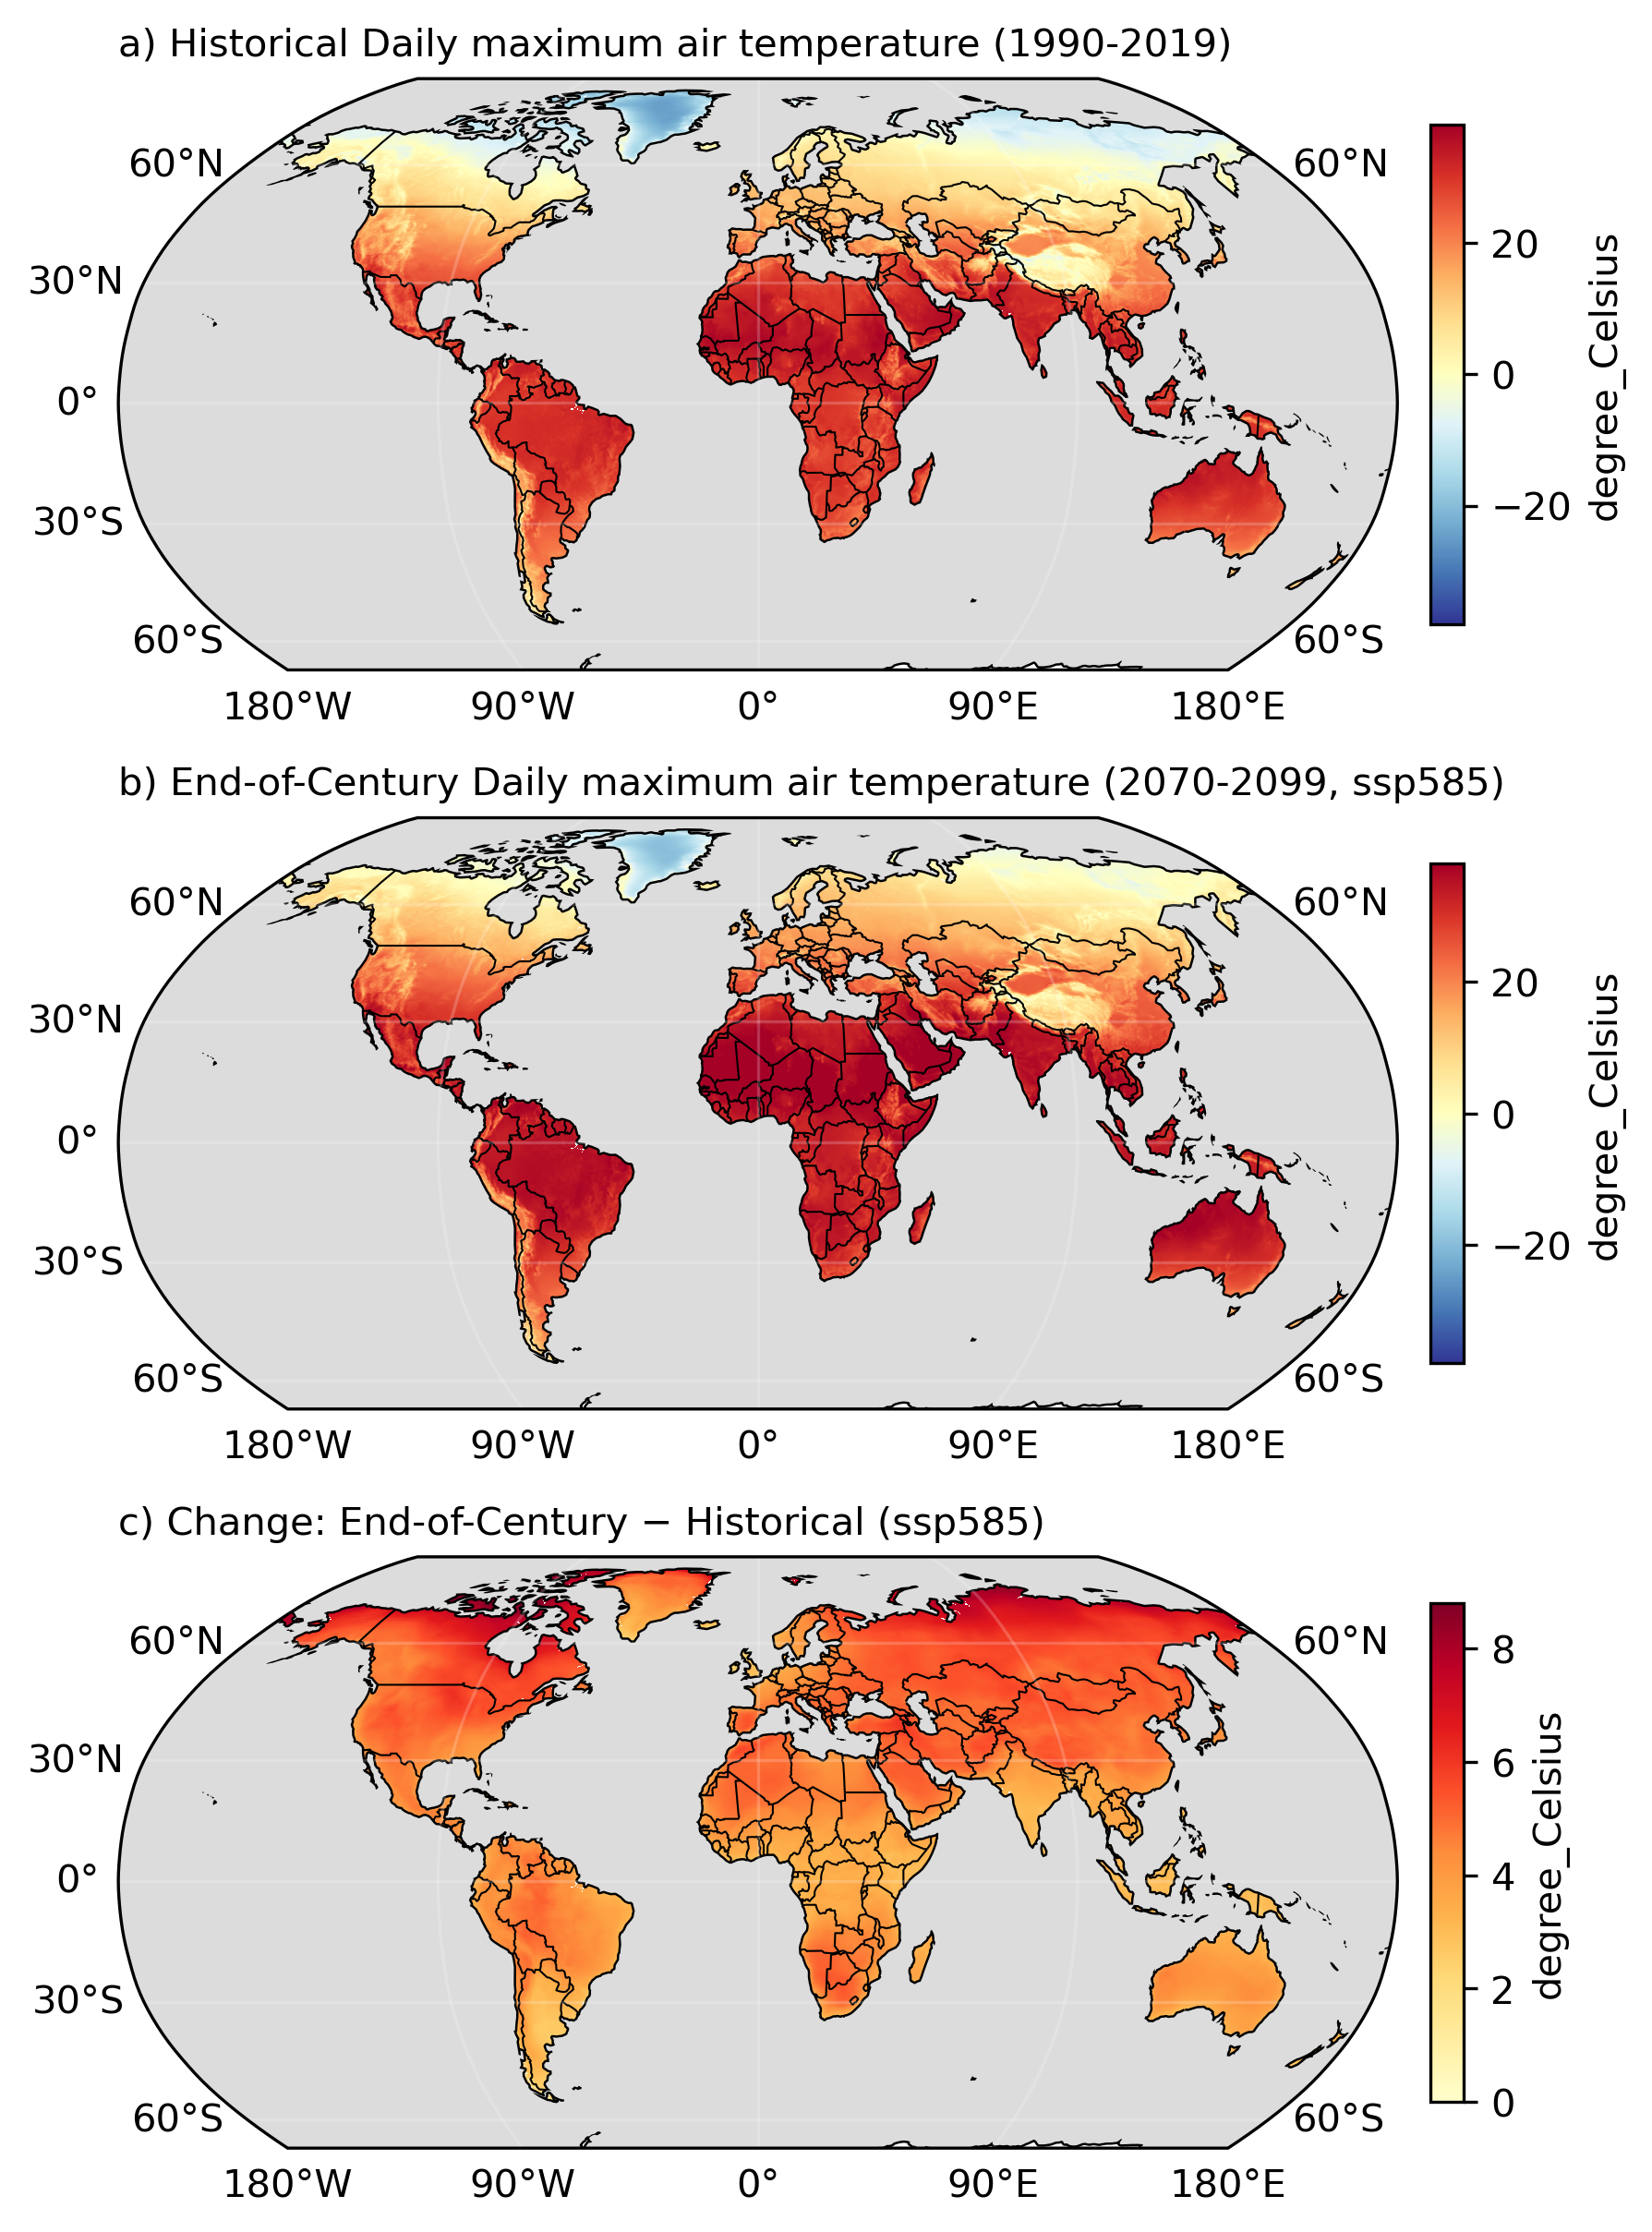 a) Historical Daily maximum air temperature (1990-2019)
60°N
60°N
30°N
0°
30°S
60°S
60°S
180°W
90°W
0°
90°E
180°E
20
0
−20
degree_Celsius
b) End-of-Century Daily maximum air temperature (2070-2099, ssp585)
60°N
60°N
30°N
0°
30°S
60°S
60°S
180°W
90°W
0°
90°E
180°E
20
0
−20
degree_Celsius
c) Change: End-of-Century − Historical (ssp585)
60°N
60°N
30°N
0°
30°S
60°S
60°S
180°W
90°W
0°
90°E
180°E
8
6
4
2
0
degree_Celsius